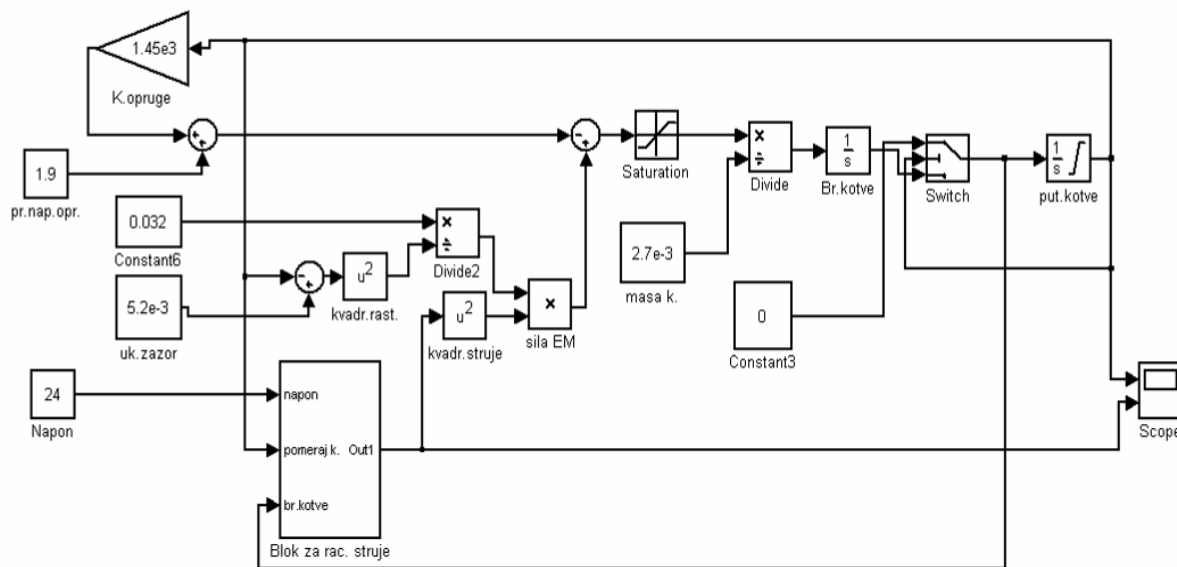 1.45e3
K.opruge
+
+
1.9
pr.nap.opr.
-
+
Saturation
×
÷
Divide
1
s
Br.kotve
Switch
1
s
put.kotve
0.032
Constant6
×
÷
Divide2
-
+
u2
kvadr.rast.
5.2e-3
uk.zazor
u2
kvadr.struje
×
sila EM
2.7e-3
masa k.
0
Constant3
24
Napon
napon
pomeraj k. Out1
br.kotve
Blok za rac. struje
Scope